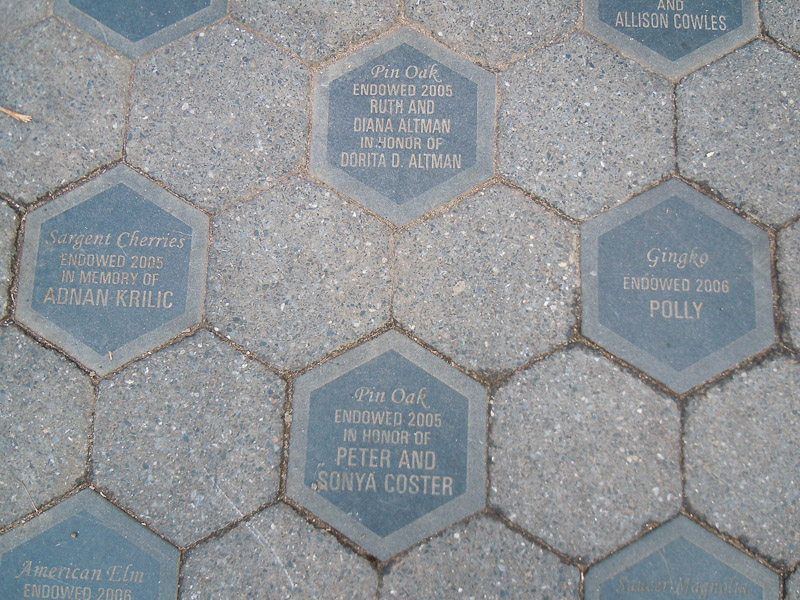 AND
ALLISON COWLES
Pin Oak
ENDOWED 2005
RUTH AND
DIANA ALTMAN
IN HONOR OF
DORITA D. ALTMAN
Sargent Cherries
ENDOWED 2005
IN MEMORY OF
ADNAN KRILIC
Gingko
ENDOWED 2006
POLLY
Pin Oak
ENDOWED 2005
IN HONOR OF
PETER AND
SONYA COSTER
American Elm
ENDOWED 2006
Saucer Magnolia